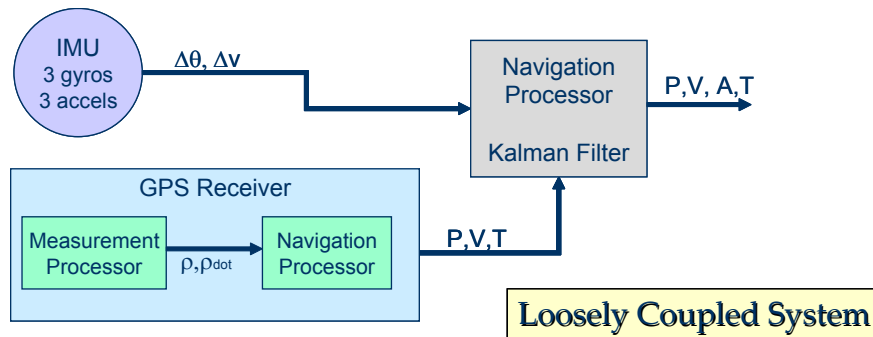 IMU
3 gyros
3 accels
Δθ, Δv
Navigation
Processor
Kalman Filter
P,V, A,T
GPS Receiver
Measurement
Processor
ρ,ρdot
Navigation
Processor
P,V,T
Loosely Coupled System